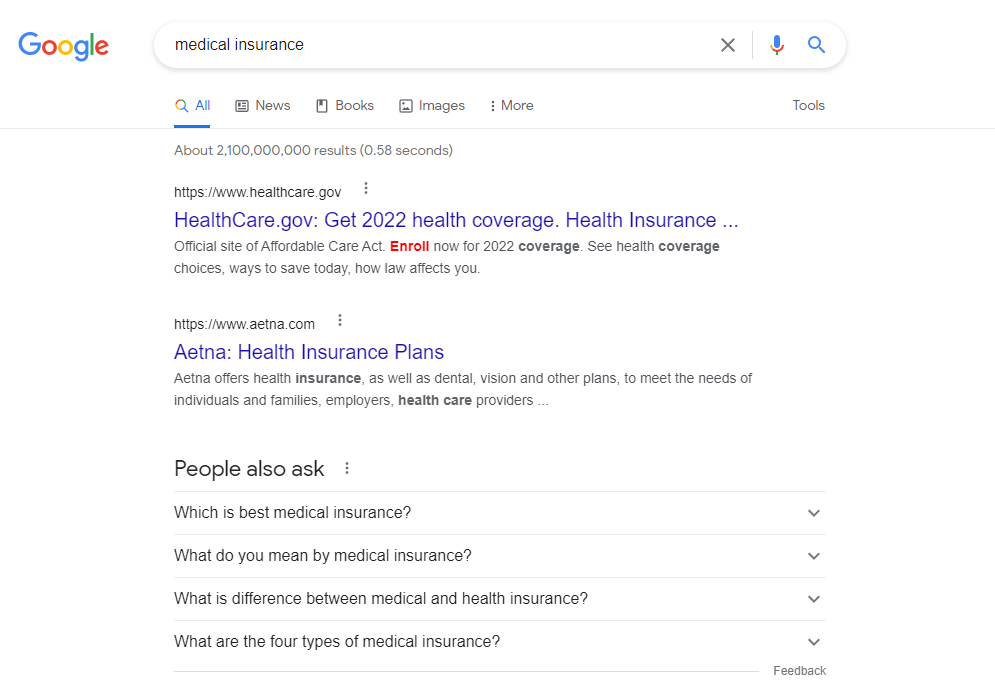 Google
medical insurance
All News Books Images More Tools
About 2,100,000,000 results (0.58 seconds)
https://www.healthcare.gov
HealthCare.gov: Get 2022 health coverage. Health Insurance ...
Official site of Affordable Care Act. Enroll now for 2022 coverage. See health coverage
choices, ways to save today, how law affects you.
https://www.aetna.com
Aetna: Health Insurance Plans
Aetna offers health insurance, as well as dental, vision and other plans, to meet the needs of
individuals and families, employers, health care providers ...
People also ask
Which is best medical insurance?
What do you mean by medical insurance?
What is difference between medical and health insurance?
What are the four types of medical insurance?
Feedback